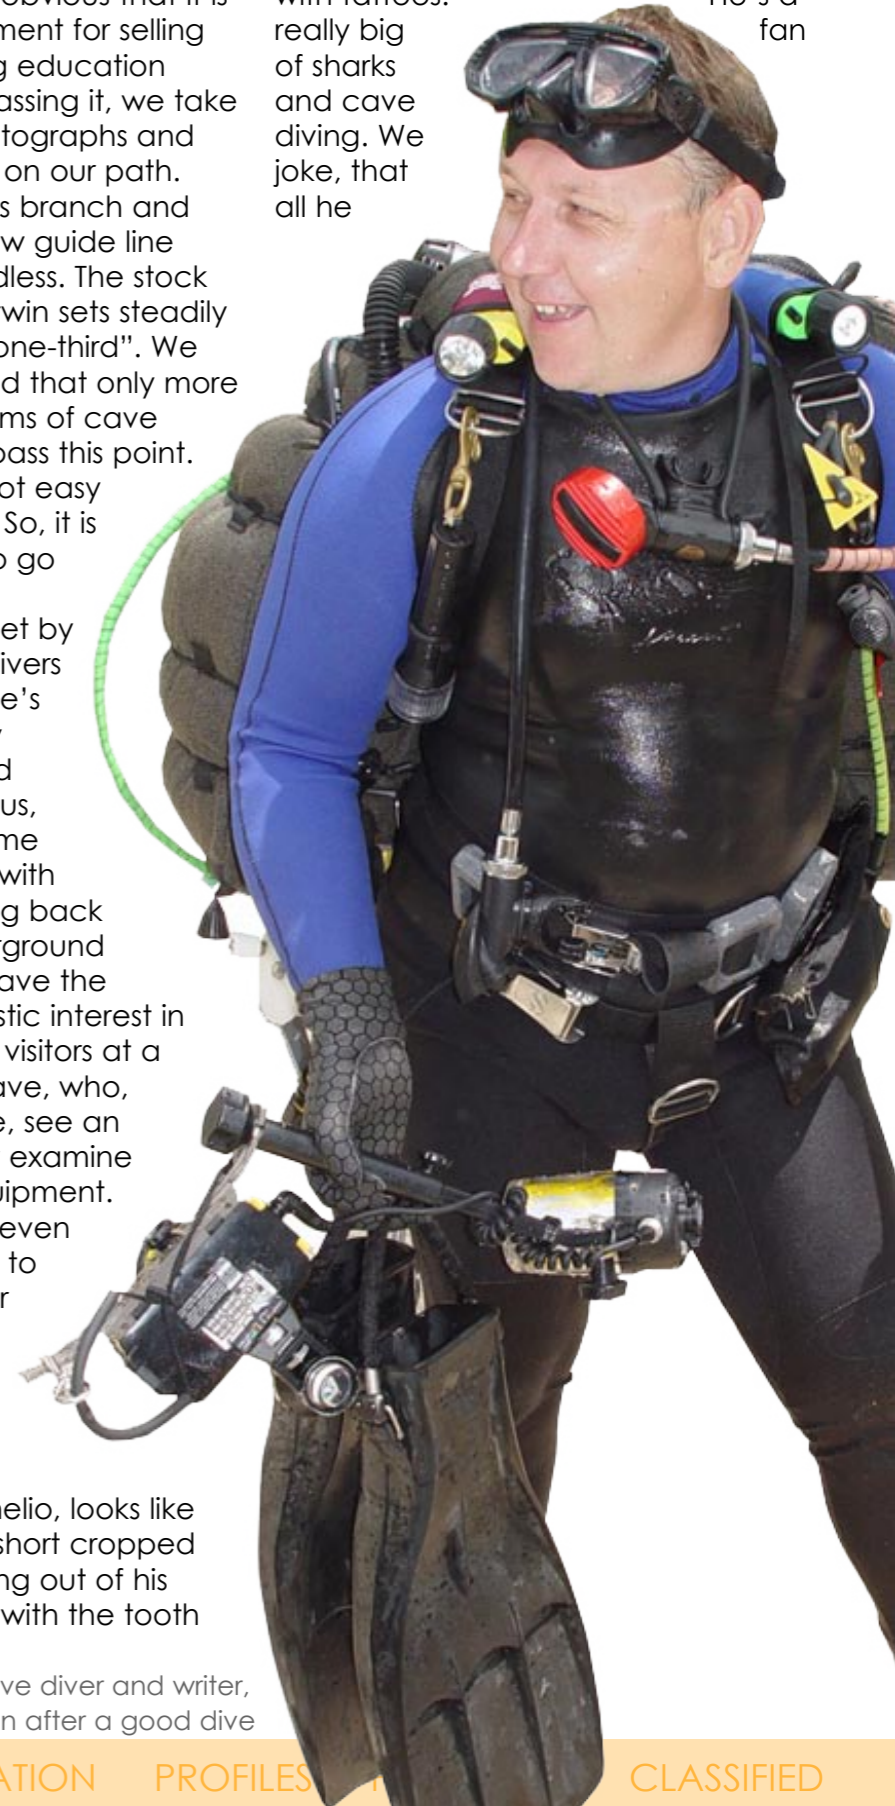 ment for selling
g education
assing it, we take
tographs and
on our path.
s branch and
w guide line
dless. The stock
win sets steadily
one-third”. We
d that only more
ms of cave
pass this point.
ot easy
So, it is
o go
et by
ivers
e’s
d
us,
me
with
g back
rground
ave the
stic interest in
visitors at a
ave, who,
e, see an
examine
uipment.
even
to
r
nelio, looks like
short cropped
ng out of his
with the tooth
with tattoos. He’s a
really big fan
of sharks
and cave
diving. We
joke, that
all he
ve diver and writer,
n after a good dive
ATION PROFILES CLASSIFIED